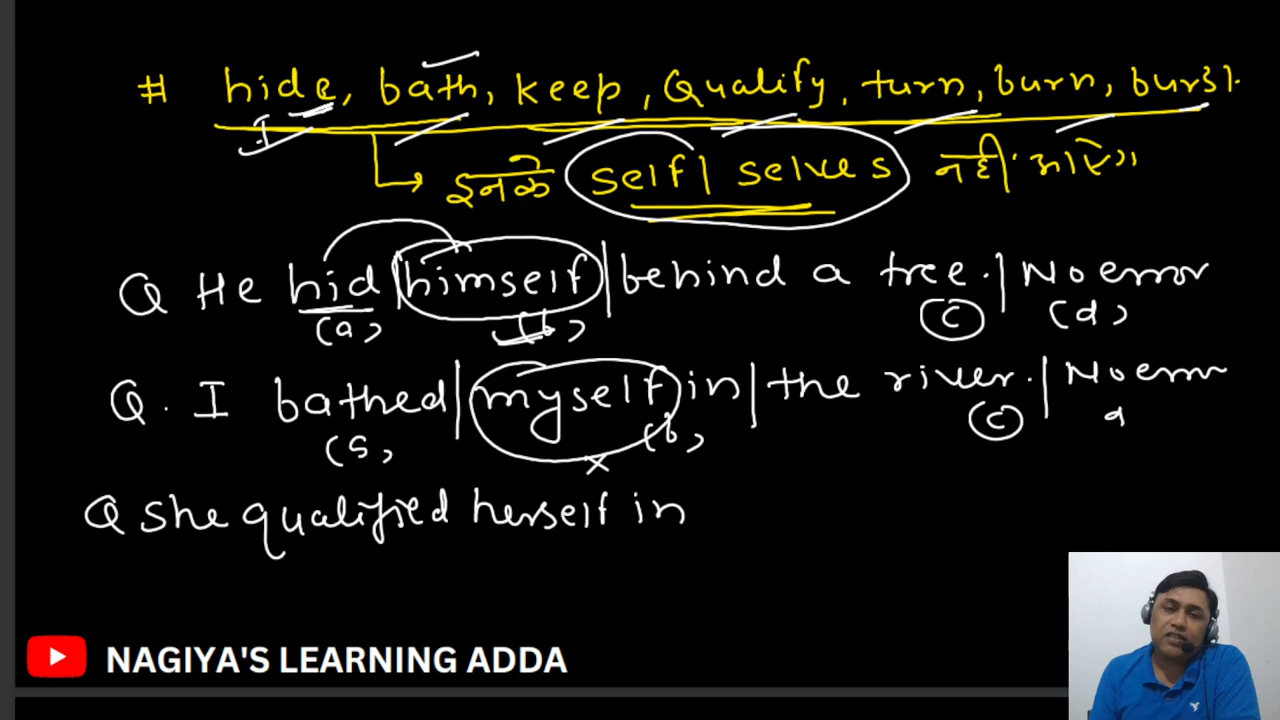 # hide, bath, keep, Qualify, turn, burn, burst.
I
इनके self/selves नहीं आएगा
Q He hid | himself | behind a tree. | No error
(a) (b) (c) (d)
Q. I bathed | myself in | the river. | No error
(a) (b) (c) d
x
Q she qualified herself in
NAGIYA'S LEARNING ADDA